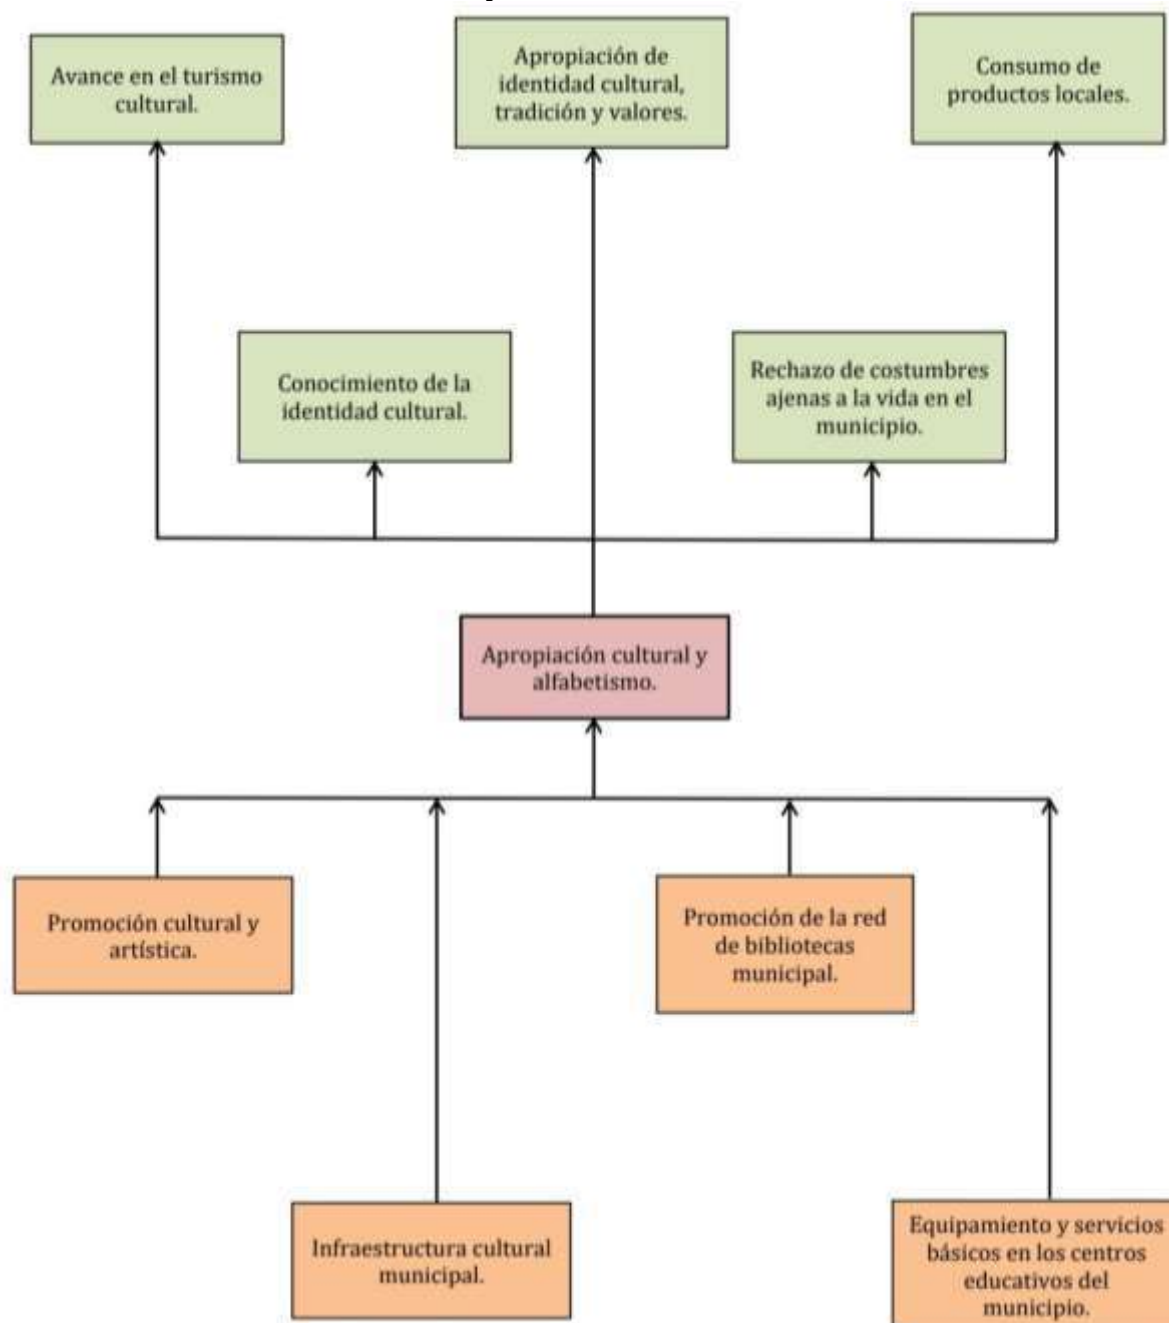 Avance en el turismo
cultural.
Apropiación de
identidad cultural,
tradición y valores.
Consumo de
productos locales.
Conocimiento de la
identidad cultural.
Rechazo de costumbres
ajenas a la vida en el
municipio.
Apropiación cultural y
alfabetismo.
Promoción cultural y
artística.
Promoción de la red
de bibliotecas
municipal.
Infraestructura cultural
municipal.
Equipamiento y servicios
básicos en los centros
educativos del
municipio.